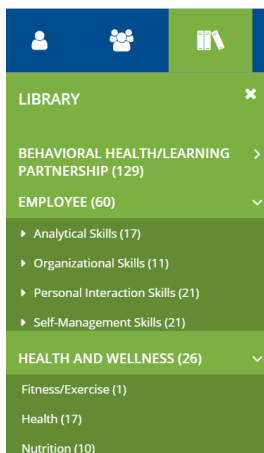 LIBRARY
BEHAVIORAL HEALTH/LEARNING
PARTNERSHIP (129)
EMPLOYEE (60)
Analytical Skills (17)
Organizational Skills (11)
Personal Interaction Skills (21)
Self-Management Skills (21)
HEALTH AND WELLNESS (26)
Fitness/Exercise (1)
Health (17)
Nutrition (10)